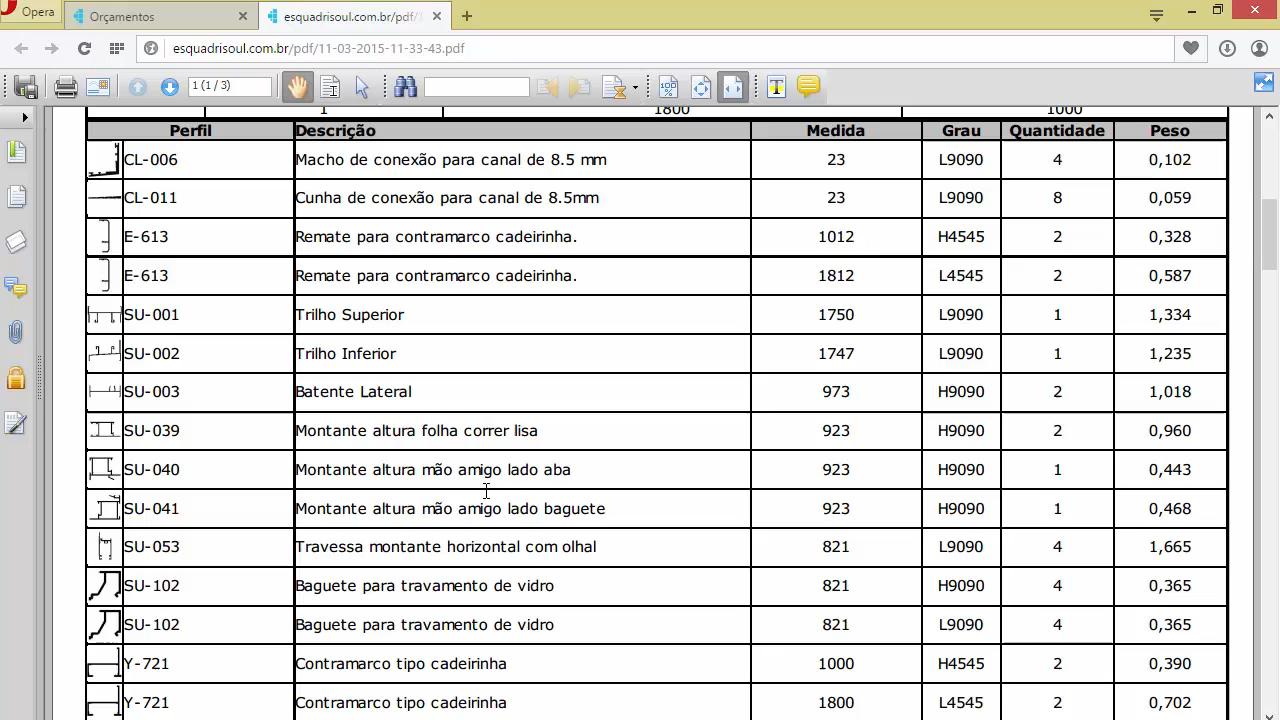 Opera
Orçamentos
esquadrisoul.com.br/pdf/
esquadrisoul.com.br/pdf/11-03-2015-11-33-43.pdf
1 (1 / 3)
1 1800 1000
Perfil Descrição Medida Grau Quantidade Peso
CL-006 Macho de conexão para canal de 8.5 mm 23 L9090 4 0,102
CL-011 Cunha de conexão para canal de 8.5mm 23 L9090 8 0,059
E-613 Remate para contramarco cadeirinha. 1012 H4545 2 0,328
E-613 Remate para contramarco cadeirinha. 1812 L4545 2 0,587
SU-001 Trilho Superior 1750 L9090 1 1,334
SU-002 Trilho Inferior 1747 L9090 1 1,235
SU-003 Batente Lateral 973 H9090 2 1,018
SU-039 Montante altura folha correr lisa 923 H9090 2 0,960
SU-040 Montante altura mão amigo lado aba 923 H9090 1 0,443
SU-041 Montante altura mão amigo lado baguete 923 H9090 1 0,468
SU-053 Travessa montante horizontal com olhal 821 L9090 4 1,665
SU-102 Baguete para travamento de vidro 821 H9090 4 0,365
SU-102 Baguete para travamento de vidro 821 L9090 4 0,365
Y-721 Contramarco tipo cadeirinha 1000 H4545 2 0,390
Y-721 Contramarco tipo cadeirinha 1800 L4545 2 0,702